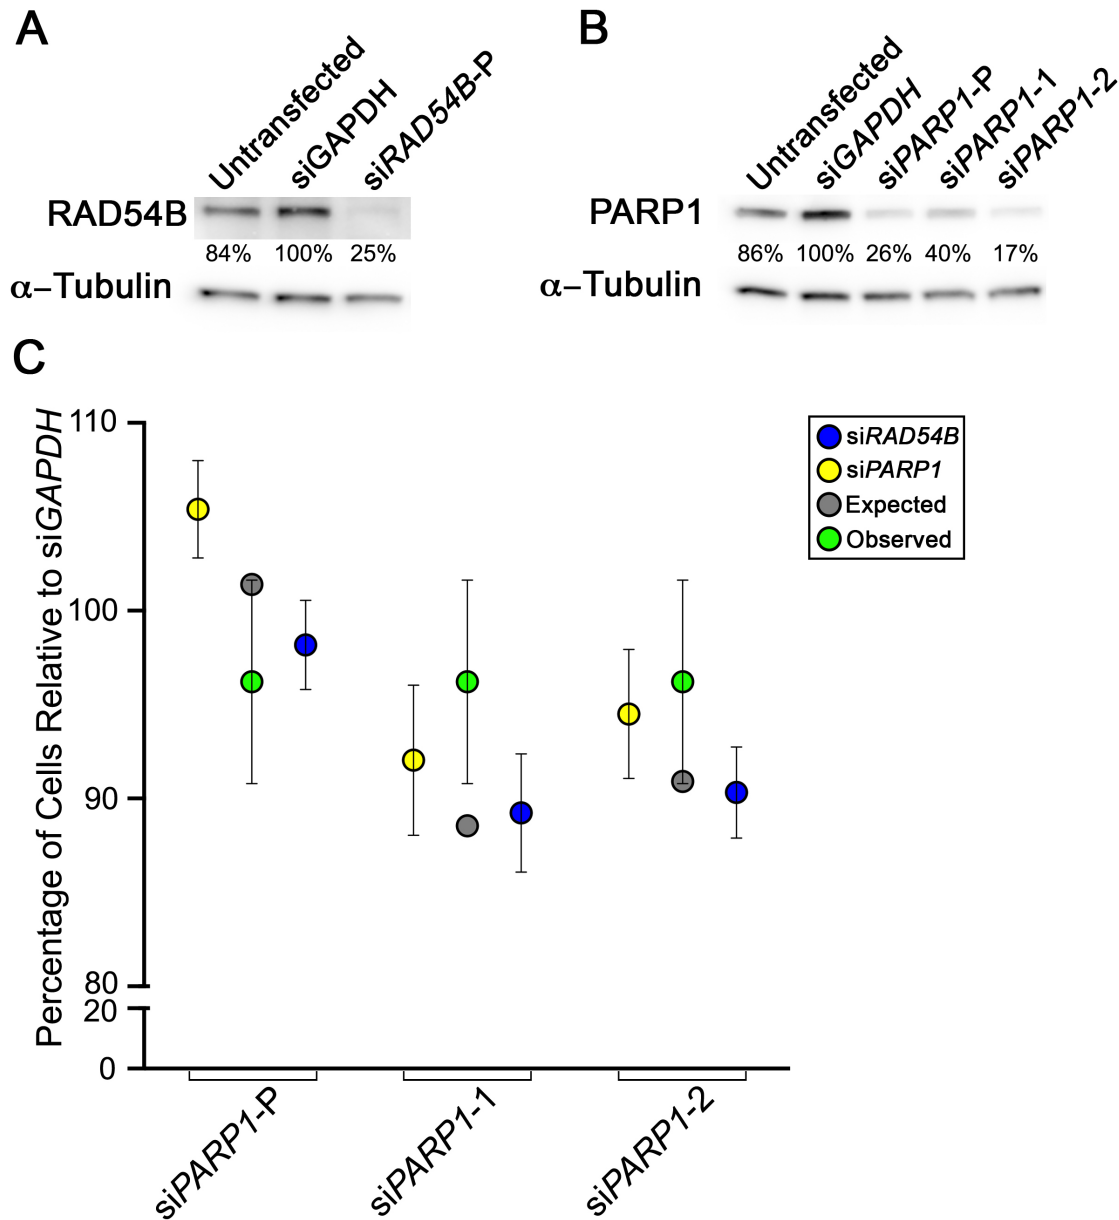 A
Untransfected
siGAPDH
siRAD54B-P
RAD54B
84% 100% 25%
α–Tubulin
B
Untransfected
siGAPDH
siPARP1-P
siPARP1-1
siPARP1-2
PARP1
86% 100% 26% 40% 17%
α–Tubulin
C
Percentage of Cells Relative to siGAPDH
110
100
90
80
20
0
siRAD54B
siPARP1
Expected
Observed
siPARP1-P
siPARP1-1
siPARP1-2